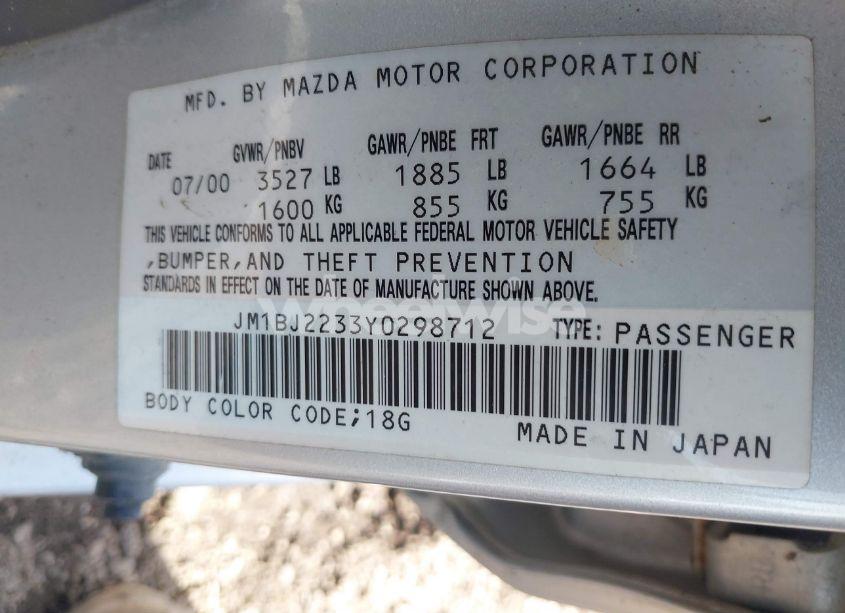 MFD. BY MAZDA MOTOR CORPORATION
DATE GVWR/PNBV GAWR/PNBE FRT GAWR/PNBE RR
07/00 3527 LB 1885 LB 1664 LB
1600 KG 855 KG 755 KG
THIS VEHICLE CONFORMS TO ALL APPLICABLE FEDERAL MOTOR VEHICLE SAFETY
,BUMPER,AND THEFT PREVENTION
STANDARDS IN EFFECT ON THE DATE OF MANUFACTURE SHOWN ABOVE.
Wheelwise
JM1BJ2233Y0298712 TYPE: PASSENGER
BODY COLOR CODE;18G
MADE IN JAPAN